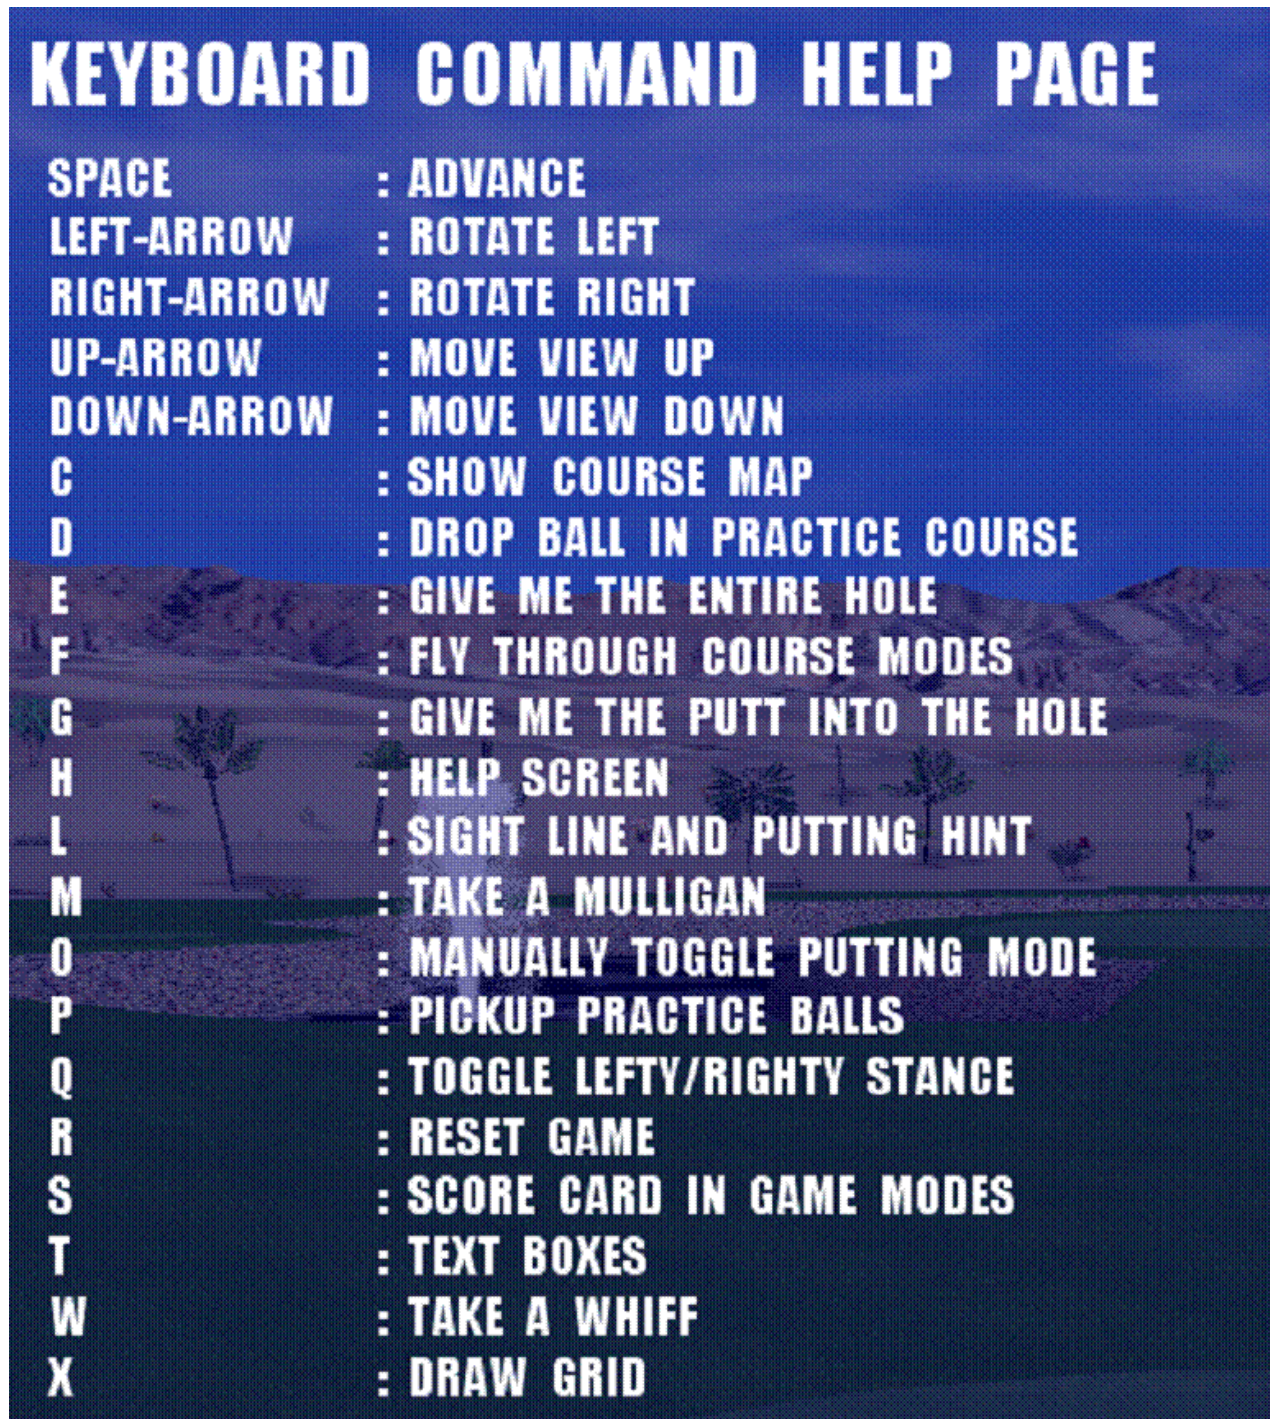 KEYBOARD COMMAND HELP PAGE
SPACE : ADVANCE
LEFT-ARROW : ROTATE LEFT
RIGHT-ARROW : ROTATE RIGHT
UP-ARROW : MOVE VIEW UP
DOWN-ARROW : MOVE VIEW DOWN
C : SHOW COURSE MAP
D : DROP BALL IN PRACTICE COURSE
E : GIVE ME THE ENTIRE HOLE
F : FLY THROUGH COURSE MODES
G : GIVE ME THE PUTT INTO THE HOLE
H : HELP SCREEN
L : SIGHT LINE AND PUTTING HINT
M : TAKE A MULLIGAN
O : MANUALLY TOGGLE PUTTING MODE
P : PICKUP PRACTICE BALLS
Q : TOGGLE LEFTY/RIGHTY STANCE
R : RESET GAME
S : SCORE CARD IN GAME MODES
T : TEXT BOXES
W : TAKE A WHIFF
X : DRAW GRID